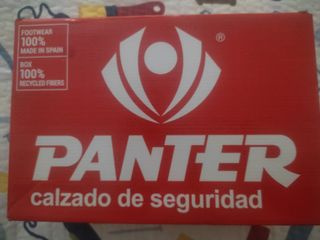 FOOTWEAR
100%
MADE IN SPAIN
BOX
100%
RECYCLED FIBERS
®
PANTER
calzado de seguridad